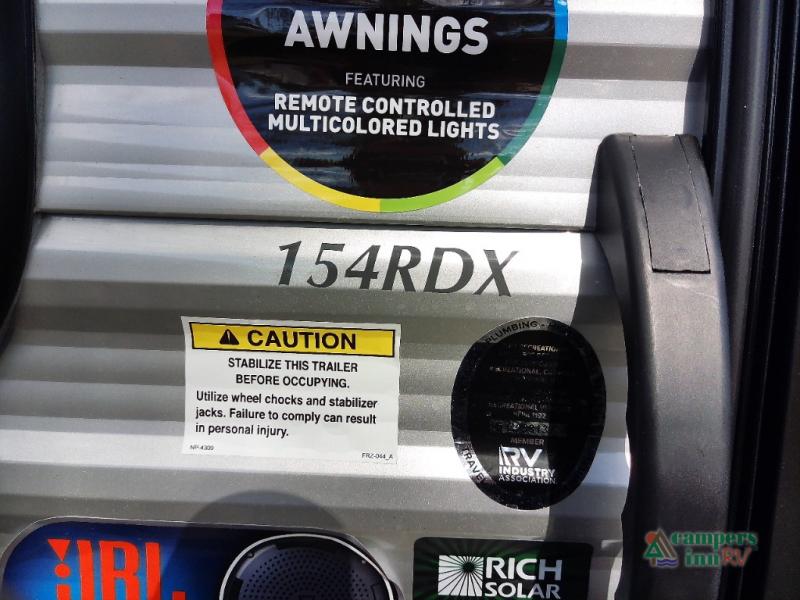 AWNINGS
FEATURING
REMOTE CONTROLLED
MULTICOLORED LIGHTS
154RDX
CAUTION
STABILIZE THIS TRAILER
BEFORE OCCUPYING.
Utilize wheel chocks and stabilizer
jacks. Failure to comply can result
in personal injury.
NP-4309
FRZ-044_A
PLUMBING
MEMBER
RV
INDUSTRY
ASSOCIATION
TRAVEL
JBL
RICH
SOLAR
campers
inn RV